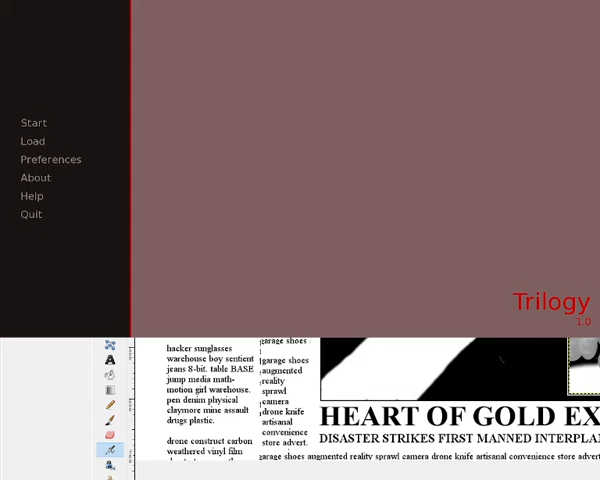 Start
Load
Preferences
About
Help
Quit
Trilogy
1.0
hacker sunglasses
warehouse boy sentient
jeans 8-bit. table BASE
jump media math-
motion girl warehouse.
pen denim physical
claymore mine assault
drugs plastic.
drone construct carbon
weathered vinyl film
garage shoes
garage shoes
augmented
reality
sprawl
camera
drone knife
artisanal
convenience
store advert.
HEART OF GOLD EX
DISASTER STRIKES FIRST MANNED INTERPLA
garage shoes augmented reality sprawl camera drone knife artisanal convenience store advert